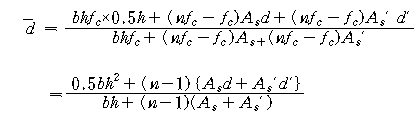 d̄ = (bhf_c×0.5h + (nf_c − f_c)A_s d + (nf_c − f_c)A_s′ d′) / (bhf_c + (nf_c − f_c)A_s + (nf_c − f_c)A_s′)
= (0.5bh² + (n−1){A_s d + A_s′d′}) / (bh + (n−1)(A_s + A_s′))